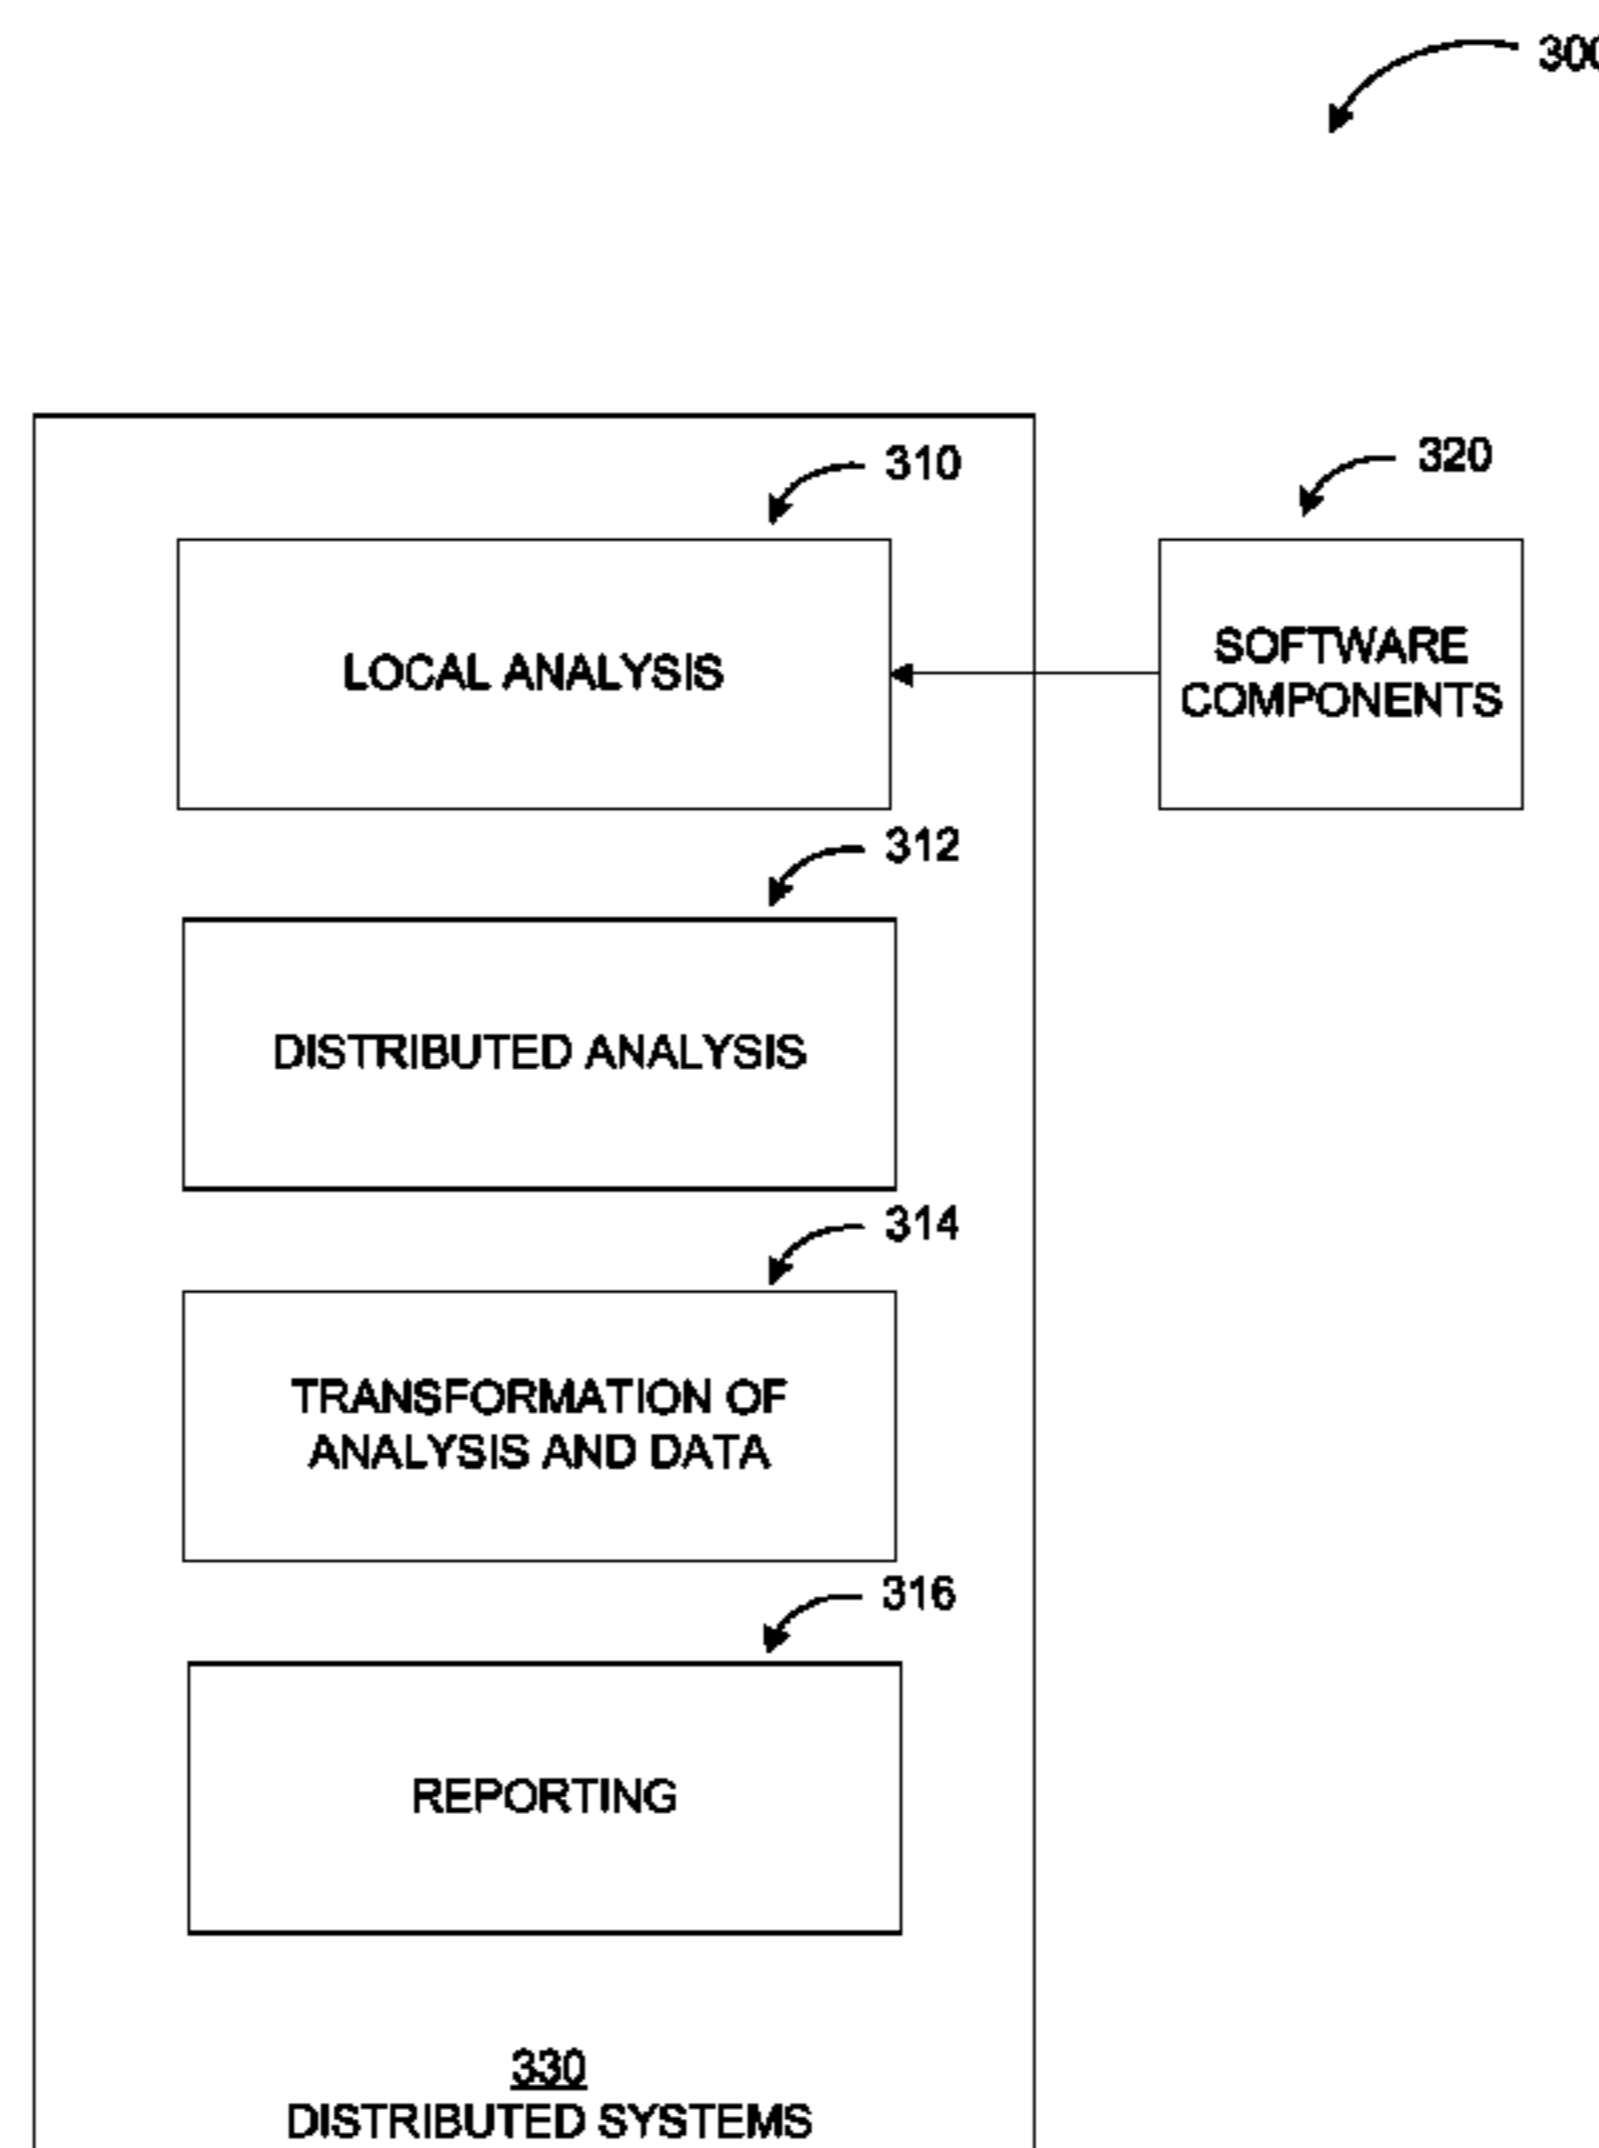 300
310
320
LOCAL ANALYSIS
SOFTWARE
COMPONENTS
312
DISTRIBUTED ANALYSIS
314
TRANSFORMATION OF
ANALYSIS AND DATA
316
REPORTING
330
DISTRIBUTED SYSTEMS